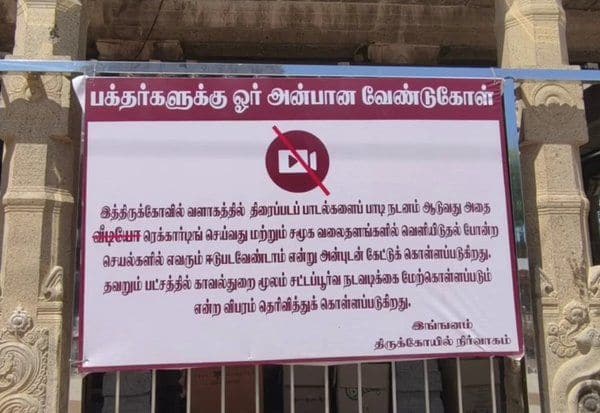 பக்தர்களுக்கு ஓர் அன்பான வேண்டுகோள்
இத்திருக்கோவில் வளாகத்தில் திரைப்படப் பாடல்களைப் பாடி நடனம் ஆடுவது அதை
வீடியோ ரெக்கார்டிங் செய்வது மற்றும் சமூக வலைதளங்களில் வெளியிடுதல் போன்ற
செயல்களில் எவரும் ஈடுபடவேண்டாம் என்று அன்புடன் கேட்டுக் கொள்ளப்படுகிறது.
தவறும் பட்சத்தில் காவல்துறை மூலம் சட்டப்பூர்வ நடவடிக்கை மேற்கொள்ளப்படும்
என்ற விபரம் தெரிவித்துக் கொள்ளப்படுகிறது.
இங்ஙனம்
திருக்கோயில் நிர்வாகம்